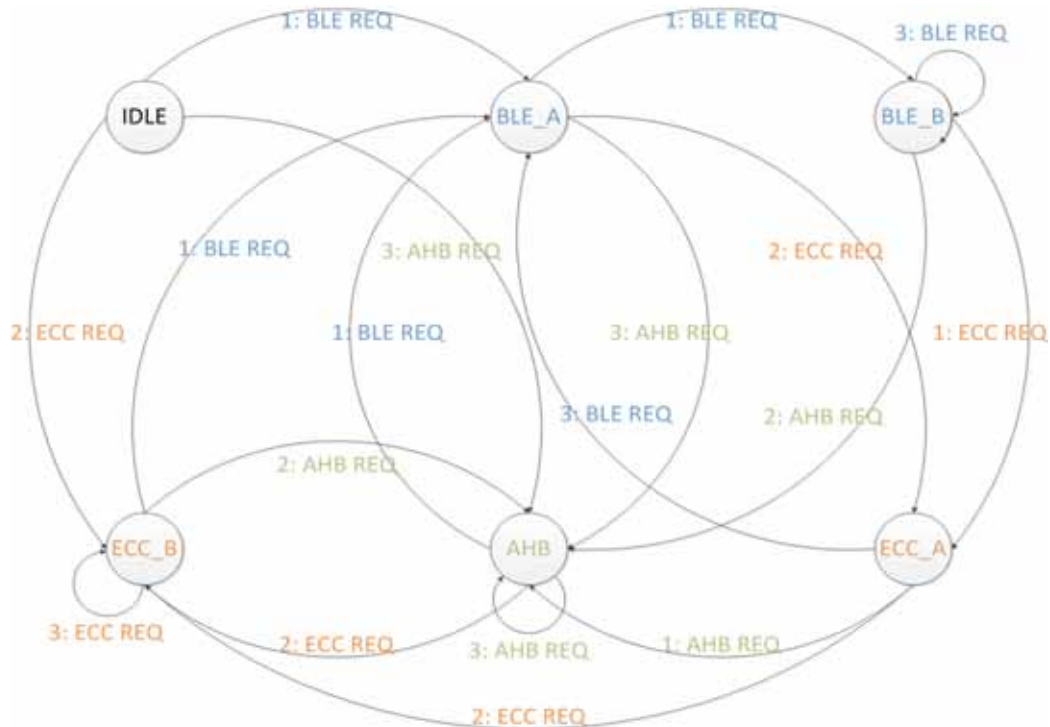 1: BLE REQ
1: BLE REQ
3: BLE REQ
IDLE
BLE_A
BLE_B
1: BLE REQ
3: AHB REQ
2: ECC REQ
2: ECC REQ
1: BLE REQ
3: AHB REQ
1: ECC REQ
3: BLE REQ
2: AHB REQ
2: AHB REQ
ECC_B
AHB
ECC_A
3: ECC REQ
2: ECC REQ
3: AHB REQ
1: AHB REQ
2: ECC REQ